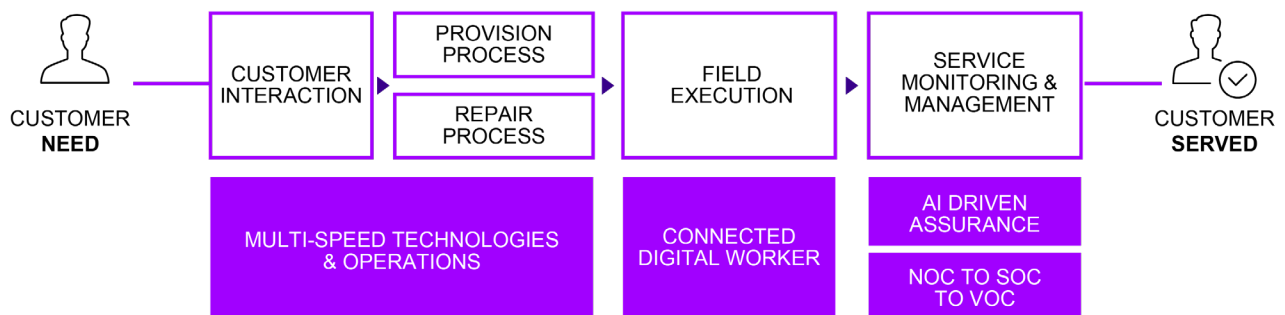 CUSTOMER
NEED
CUSTOMER
INTERACTION
PROVISION
PROCESS
REPAIR
PROCESS
FIELD
EXECUTION
SERVICE
MONITORING &
MANAGEMENT
CUSTOMER
SERVED
MULTI-SPEED TECHNOLOGIES
& OPERATIONS
CONNECTED
DIGITAL WORKER
AI DRIVEN
ASSURANCE
NOC TO SOC
TO VOC